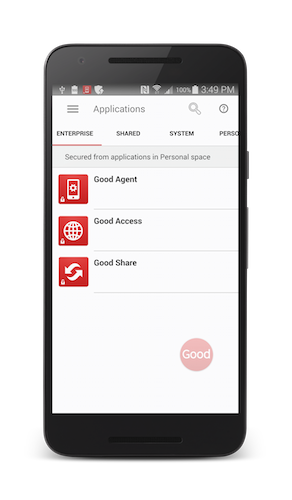 100% 3:49 PM
Applications
ENTERPRISE SHARED SYSTEM PERSO
Secured from applications in Personal space
Good Agent
Good Access
Good Share
Good